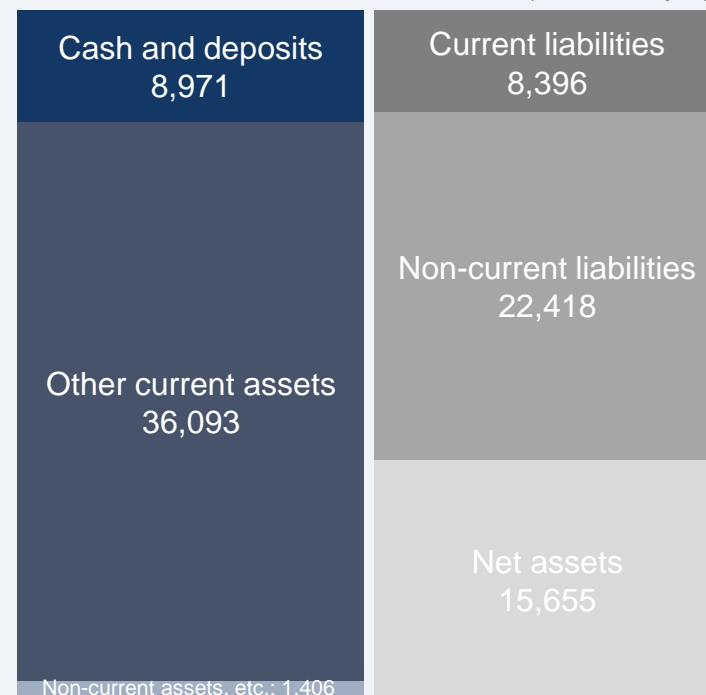 Cash and deposits
8,971
Other current assets
36,093
Non-current assets, etc.: 1,406
Current liabilities
8,396
Non-current liabilities
22,418
Net assets
15,655